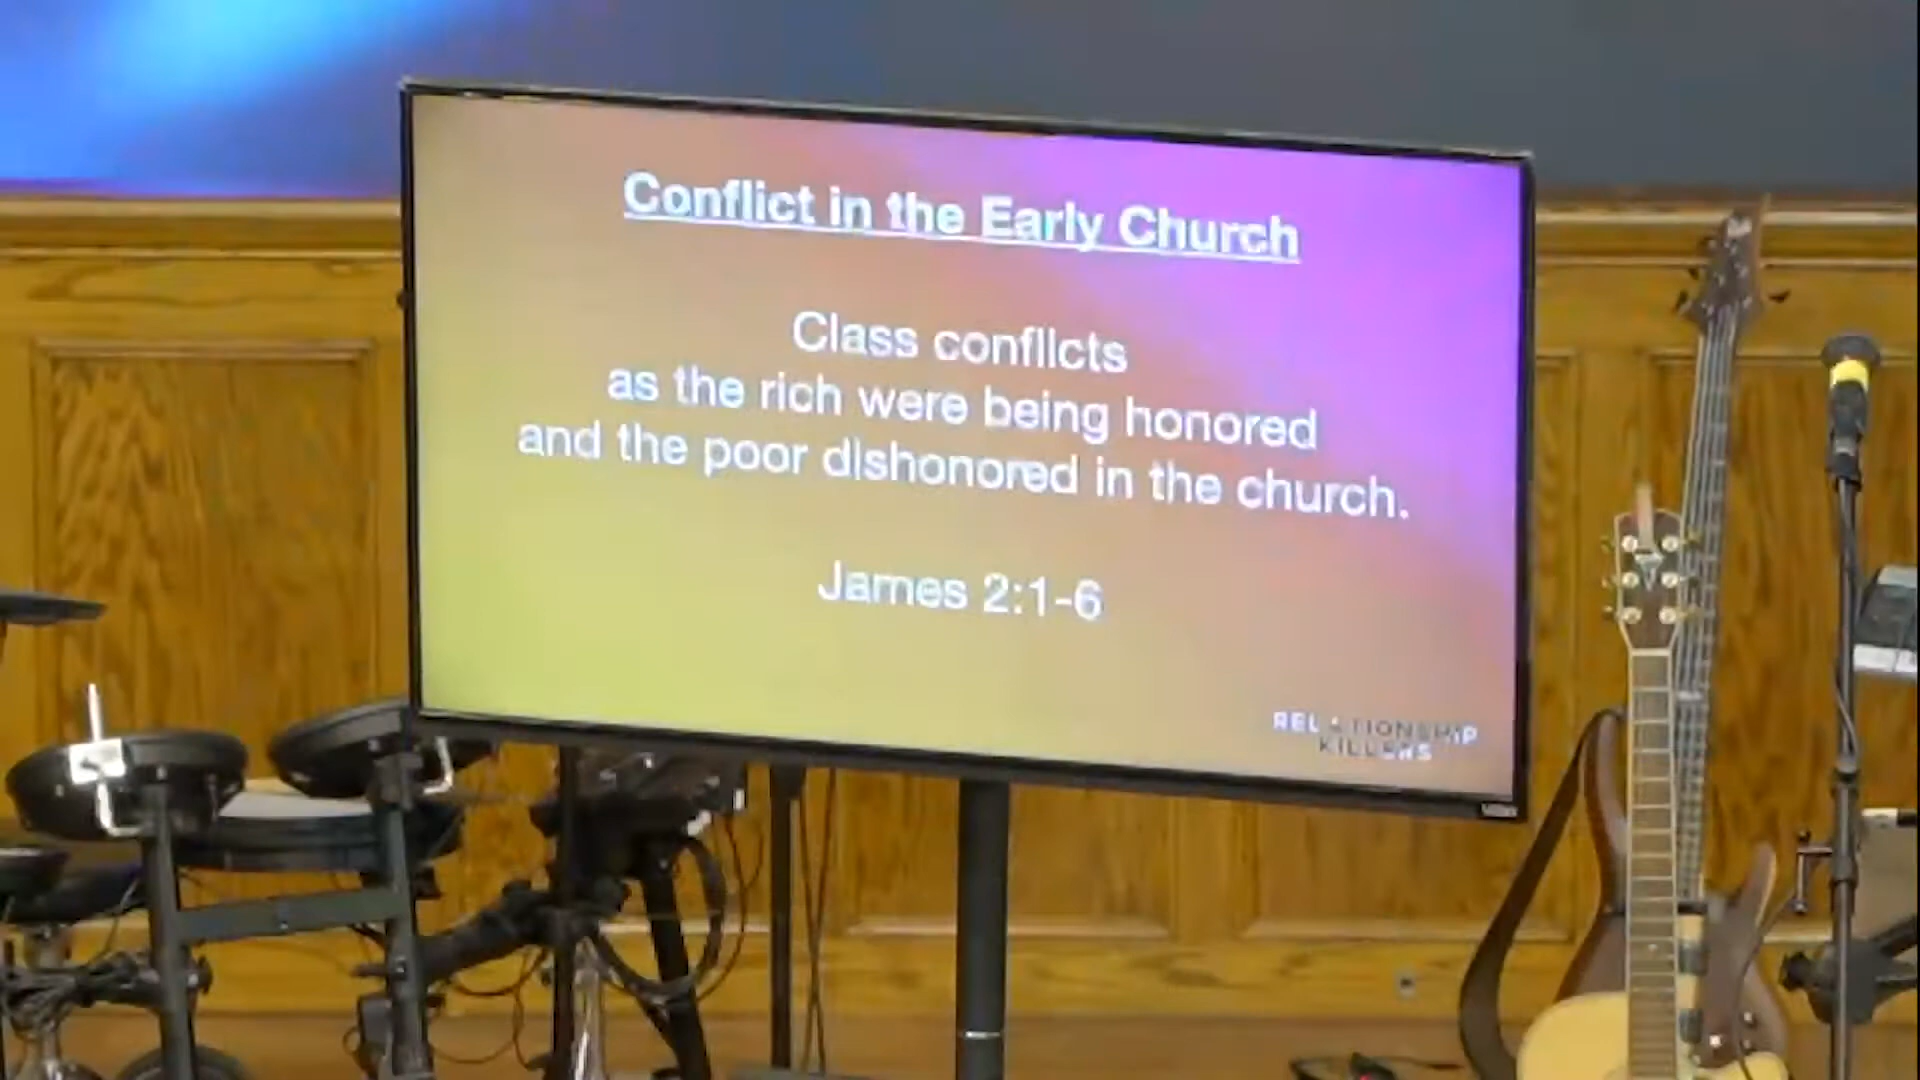 Conflict in the Early Church
Class conflicts
as the rich were being honored
and the poor dishonored in the church.
James 2:1-6
RELATIONSHIP
KILLERS